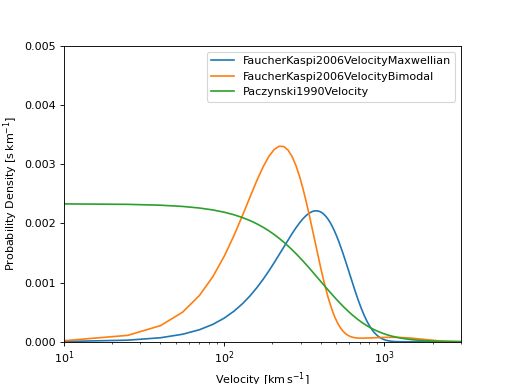 0.005
0.004
0.003
0.002
0.001
0.000
Probability Density [s km⁻¹]
10¹
10²
10³
Velocity [km s⁻¹]
FaucherKaspi2006VelocityMaxwellian
FaucherKaspi2006VelocityBimodal
Paczynski1990Velocity